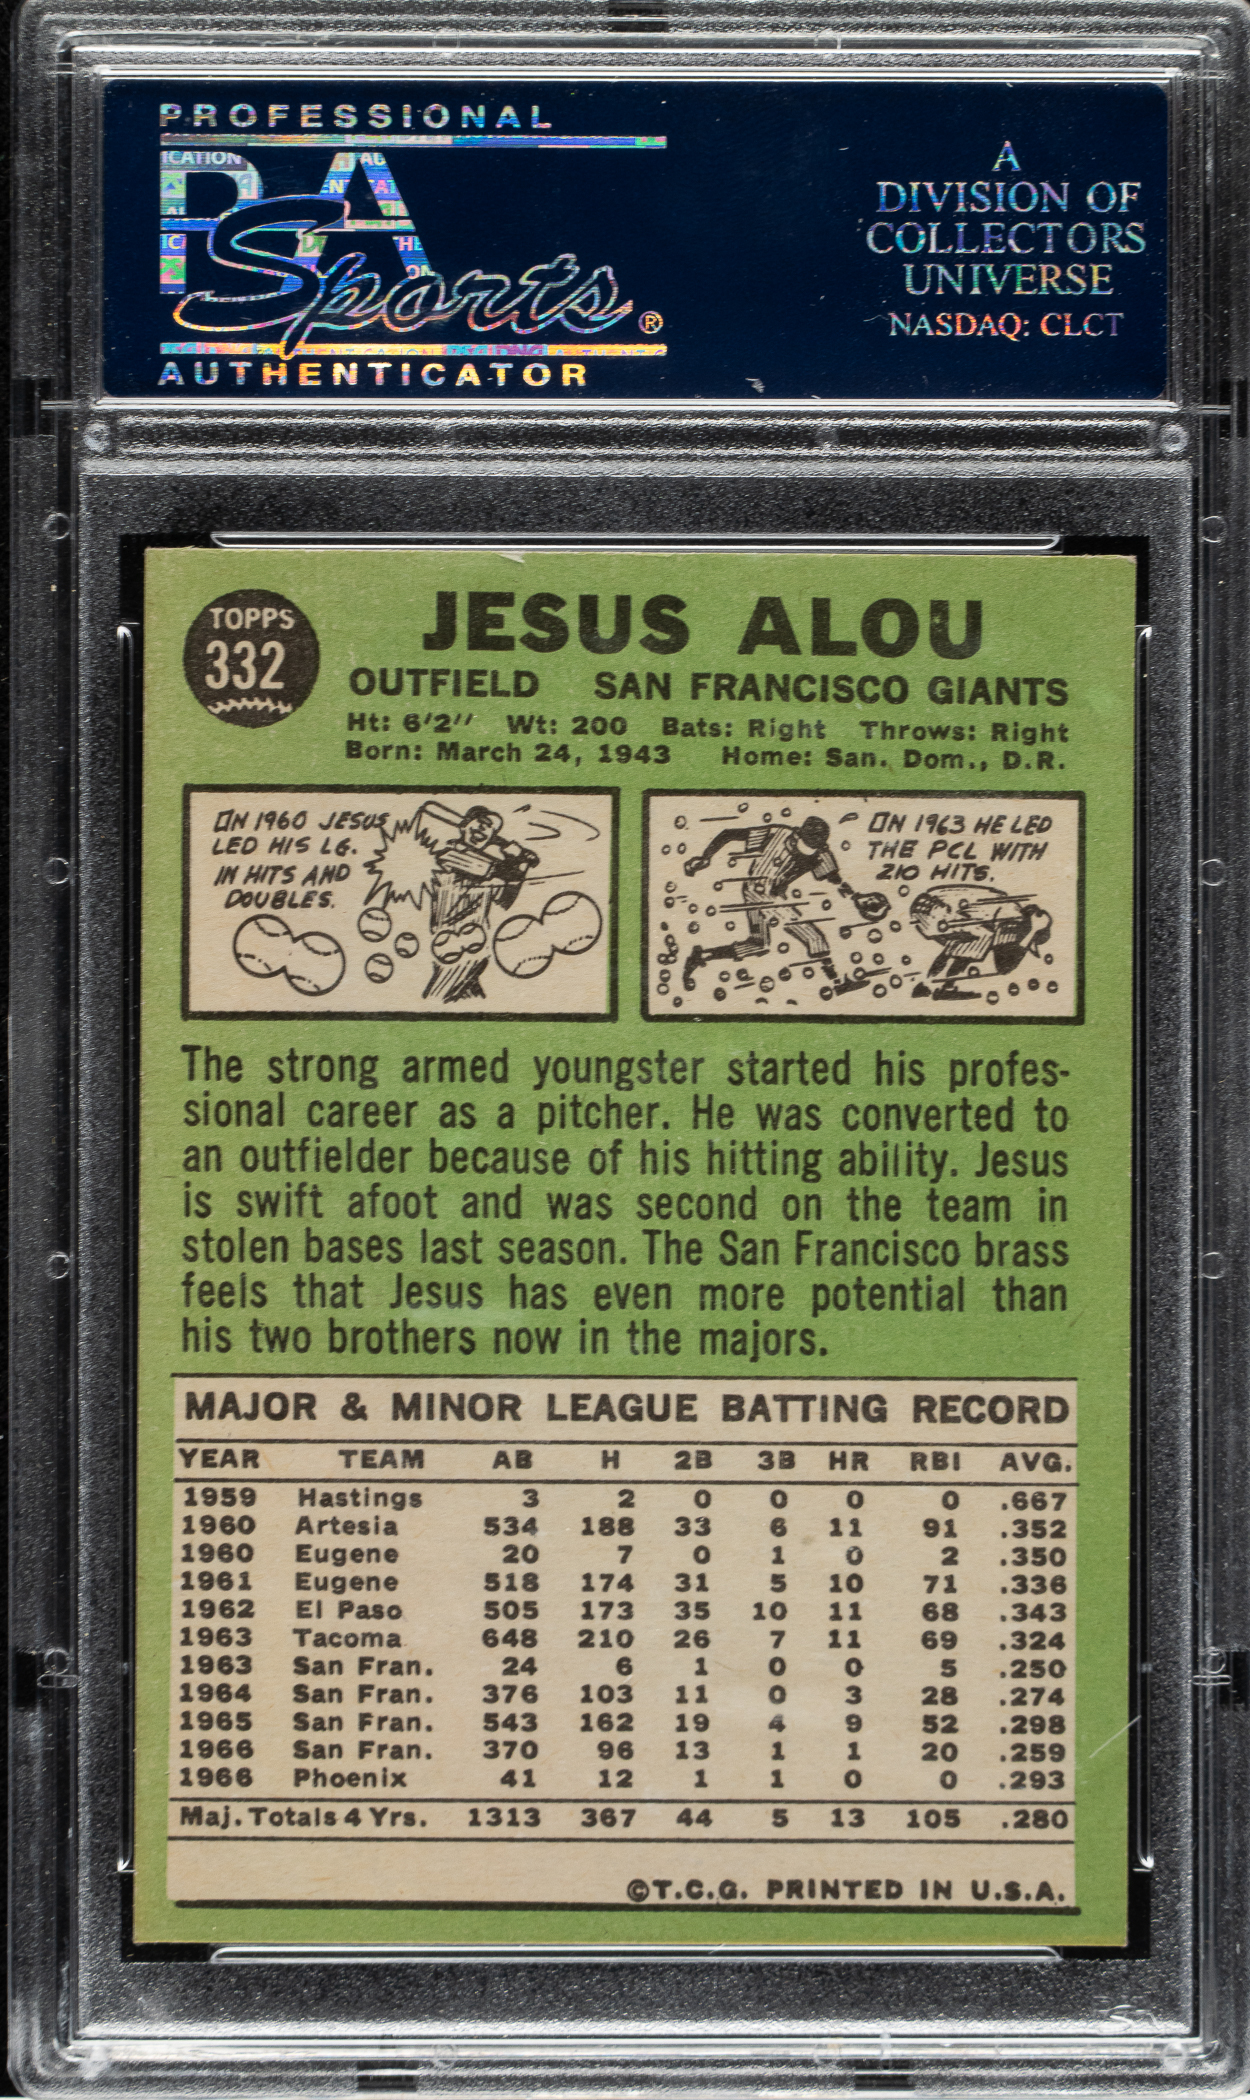 PROFESSIONAL
PSA
Sports®
AUTHENTICATOR
A
DIVISION OF
COLLECTORS
UNIVERSE
NASDAQ: CLCT
TOPPS
332
JESUS ALOU
OUTFIELD SAN FRANCISCO GIANTS
Ht: 6'2" Wt: 200 Bats: Right Throws: Right
Born: March 24, 1943 Home: San. Dom., D.R.
IN 1960 JESUS
LED HIS LG.
IN HITS AND
DOUBLES.
IN 1963 HE LED
THE PCL WITH
210 HITS.
The strong armed youngster started his profes-
sional career as a pitcher. He was converted to
an outfielder because of his hitting ability. Jesus
is swift afoot and was second on the team in
stolen bases last season. The San Francisco brass
feels that Jesus has even more potential than
his two brothers now in the majors.
MAJOR & MINOR LEAGUE BATTING RECORD
YEAR TEAM AB H 2B 3B HR RBI AVG.
1959 Hastings 3 2 0 0 0 0 .667
1960 Artesia 534 188 33 6 11 91 .352
1960 Eugene 20 7 0 1 0 2 .350
1961 Eugene 518 174 31 5 10 71 .336
1962 El Paso 505 173 35 10 11 68 .343
1963 Tacoma 648 210 26 7 11 69 .324
1963 San Fran. 24 6 1 0 0 5 .250
1964 San Fran. 376 103 11 0 3 28 .274
1965 San Fran. 543 162 19 4 9 52 .298
1966 San Fran. 370 96 13 1 1 20 .259
1966 Phoenix 41 12 1 1 0 0 .293
Maj. Totals 4 Yrs. 1313 367 44 5 13 105 .280
©T.C.G. PRINTED IN U.S.A.